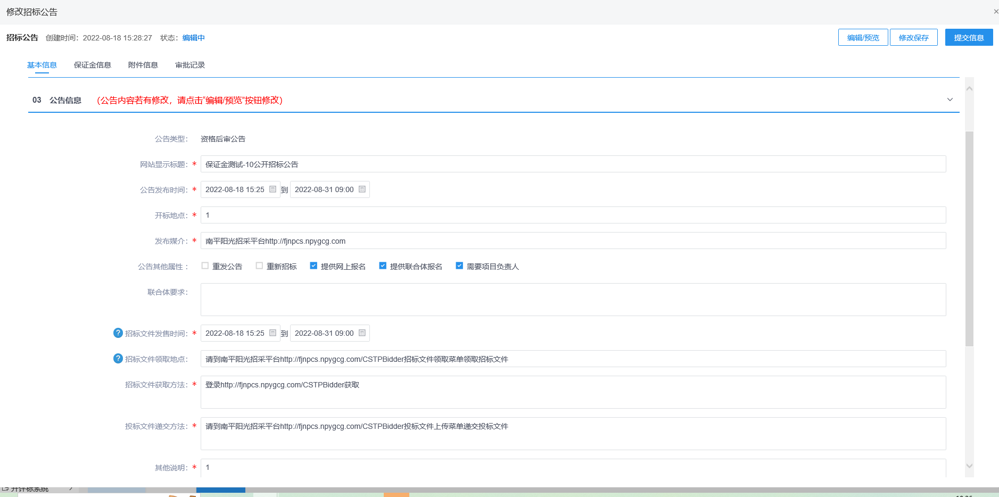 修改招标公告
招标公告 创建时间：2022-08-18 15:28:27 状态：编辑中 编辑/预览 修改保存 提交信息
基本信息 保证金信息 附件信息 审批记录
03 公告信息 (公告内容若有修改，请点击“编辑/预览”按钮修改)
公告类型： 资格后审公告
网站显示标题：* 保证金测试-10公开招标公告
公告发布时间：* 2022-08-18 15:25 到 2022-08-31 09:00
开标地点：* 1
发布媒介：* 南平阳光招采平台http://fjnpcs.npygcg.com
公告其他属性： 重发公告 重新招标 提供网上报名 提供联合体报名 需要项目负责人
联合体要求：
? 招标文件发售时间：* 2022-08-18 15:25 到 2022-08-31 09:00
? 招标文件领取地点： 请到南平阳光招采平台http://fjnpcs.npygcg.com/CSTPBidder招标文件领取菜单领取招标文件
招标文件获取方法：* 登录http://fjnpcs.npygcg.com/CSTPBidder获取
投标文件递交方法：* 请到南平阳光招采平台http://fjnpcs.npygcg.com/CSTPBidder投标文件上传菜单递交投标文件
其他说明：* 1
开评标系统